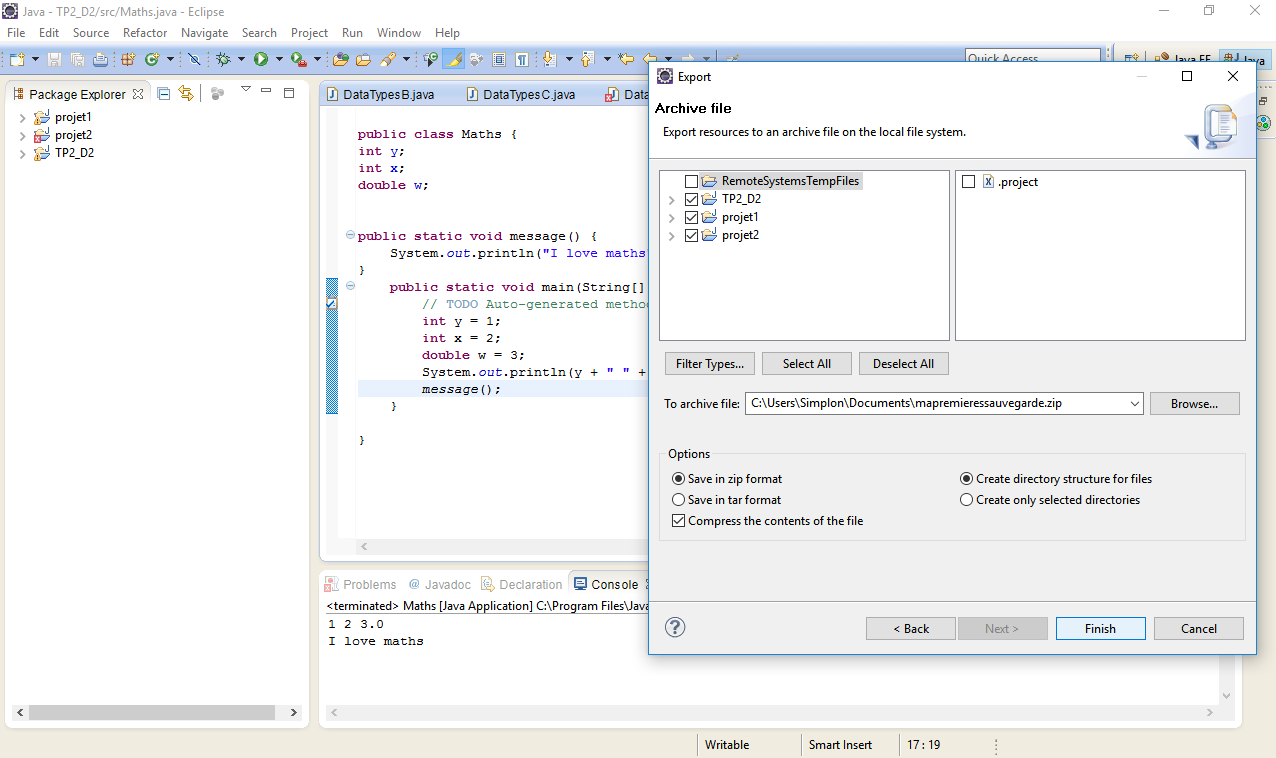 Java - TP2_D2/src/Maths.java - Eclipse
File Edit Source Refactor Navigate Search Project Run Window Help
Quick Access
Java EE
Java
Package Explorer
projet1
projet2
TP2_D2
DataTypesB.java
DataTypesC.java
Data
public class Maths {
int y;
int x;
double w;
public static void message() {
System.out.println("I love maths"
}
public static void main(String[]
// TODO Auto-generated metho
int y = 1;
int x = 2;
double w = 3;
System.out.println(y + " " +
message();
}
}
Problems @ Javadoc Declaration Console
<terminated> Maths [Java Application] C:\Program Files\Java
1 2 3.0
I love maths
Writable
Smart Insert
17 : 19
Export
Archive file
Export resources to an archive file on the local file system.
RemoteSystemsTempFiles
TP2_D2
projet1
projet2
.project
Filter Types...
Select All
Deselect All
To archive file: C:\Users\Simplon\Documents\mapremieressauvegarde.zip
Browse...
Options
Save in zip format
Save in tar format
Compress the contents of the file
Create directory structure for files
Create only selected directories
< Back
Next >
Finish
Cancel